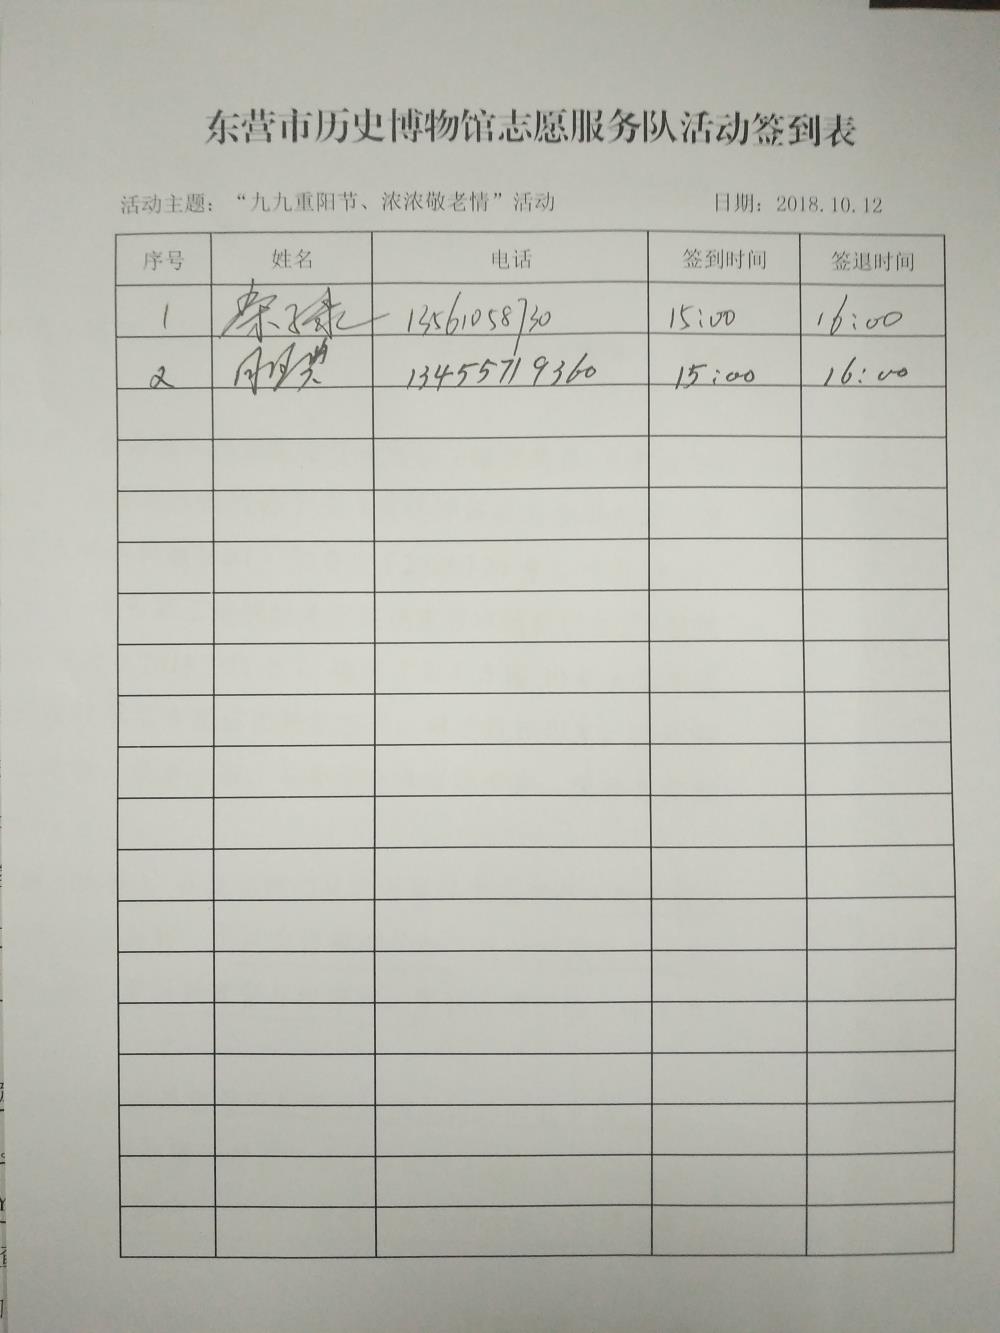 东营市历史博物馆志愿服务队活动签到表
活动主题：“九九重阳节、浓浓敬老情”活动 日期：2018.10.12
序号 姓名 电话 签到时间 签退时间
1 13561058730 15:00 16:00
2 13455719360 15:00 16:00